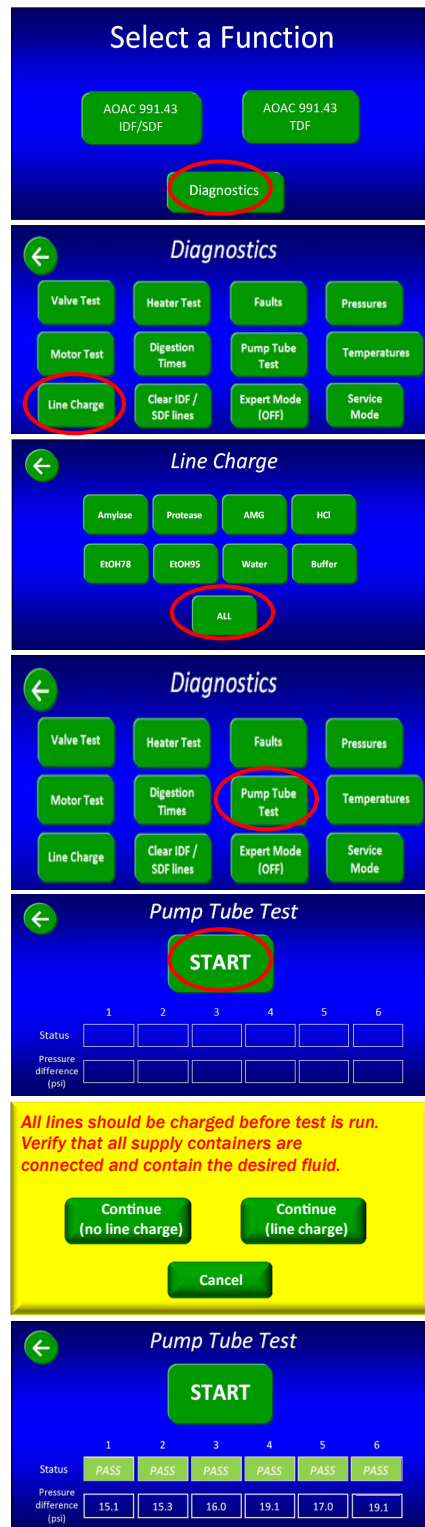 Select a Function
AOAC 991.43
IDF/SDF
AOAC 991.43
TDF
Diagnostics
Diagnostics
Valve Test
Heater Test
Faults
Pressures
Motor Test
Digestion
Times
Pump Tube
Test
Temperatures
Line Charge
Clear IDF /
SDF lines
Expert Mode
(OFF)
Service
Mode
Line Charge
Amylase
Protease
AMG
HCl
EtOH78
EtOH95
Water
Buffer
ALL
Diagnostics
Valve Test
Heater Test
Faults
Pressures
Motor Test
Digestion
Times
Pump Tube
Test
Temperatures
Line Charge
Clear IDF /
SDF lines
Expert Mode
(OFF)
Service
Mode
Pump Tube Test
START
1 2 3 4 5 6
Status
Pressure
difference
(psi)
All lines should be charged before test is run.
Verify that all supply containers are
connected and contain the desired fluid.
Continue
(no line charge)
Continue
(line charge)
Cancel
Pump Tube Test
START
1 2 3 4 5 6
Status PASS PASS PASS PASS PASS PASS
Pressure
difference
(psi)
15.1 15.3 16.0 19.1 17.0 19.1